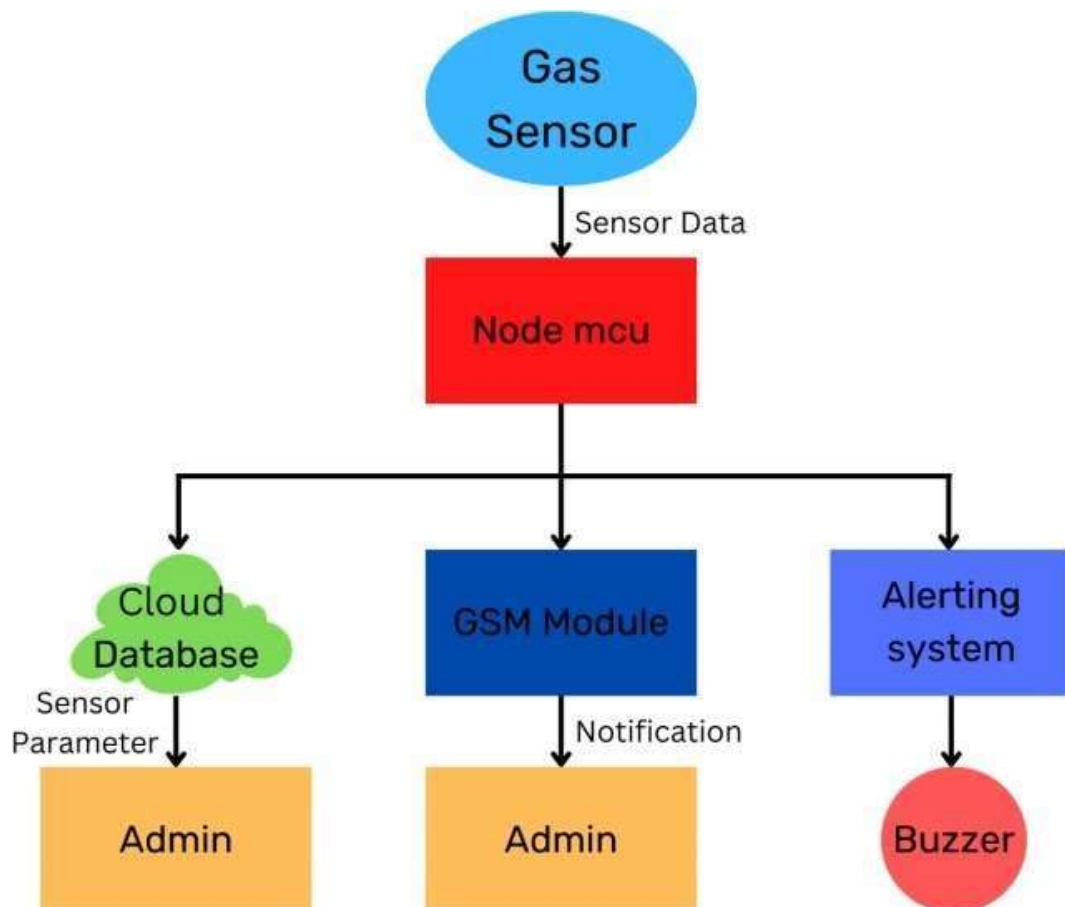 Gas
Sensor
Sensor Data
Node mcu
Cloud
Database
GSM Module
Alerting
system
Sensor
Parameter
Notification
Admin
Admin
Buzzer